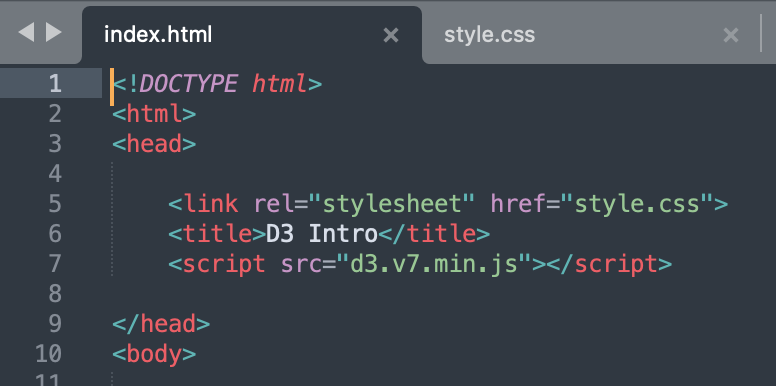 index.html × style.css ×
1 <!DOCTYPE html>
2 <html>
3 <head>
4
5 <link rel="stylesheet" href="style.css">
6 <title>D3 Intro</title>
7 <script src="d3.v7.min.js"></script>
8
9 </head>
10 <body>
11